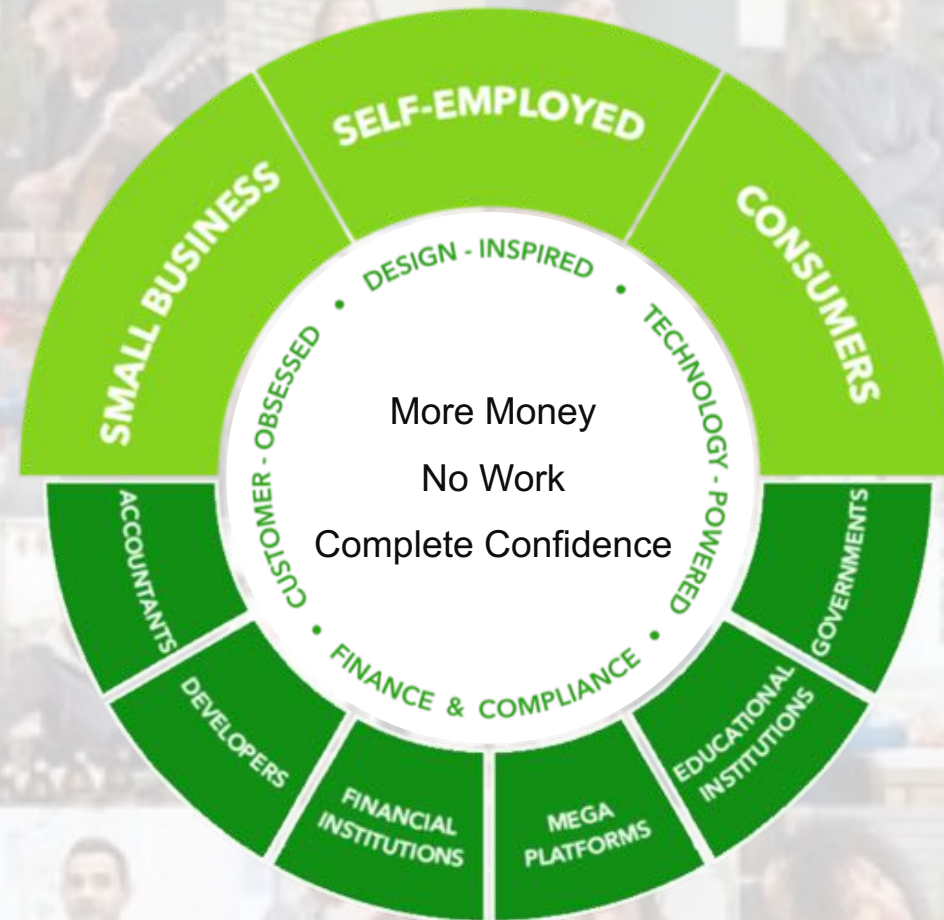 SMALL BUSINESS
SELF-EMPLOYED
CONSUMERS
CUSTOMER - OBSESSED • DESIGN - INSPIRED • TECHNOLOGY - POWERED • FINANCE & COMPLIANCE •
More Money
No Work
Complete Confidence
ACCOUNTANTS
DEVELOPERS
FINANCIAL
INSTITUTIONS
MEGA
PLATFORMS
EDUCATIONAL
INSTITUTIONS
GOVERNMENTS